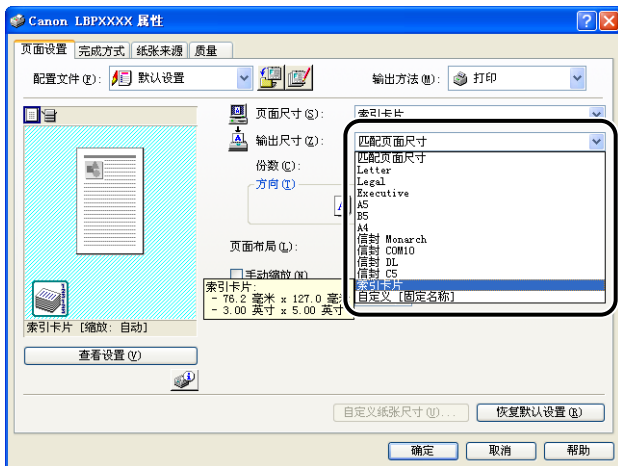 Canon LBPXXXX 属性
页面设置 完成方式 纸张来源 质量
配置文件(F): 默认设置 输出方法(M): 打印
页面尺寸(S): 索引卡片
输出尺寸(Z): 匹配页面尺寸
份数(C):
方向(T)
A
页面布局(L):
手动缩放(N)
匹配页面尺寸
Letter
Legal
Executive
A5
B5
A4
信封 Monarch
信封 COM10
信封 DL
信封 C5
索引卡片
自定义 [固定名称]
索引卡片:
- 76.2 毫米 x 127.0 毫米
- 3.00 英寸 x 5.00 英寸
索引卡片 [缩放: 自动]
查看设置(V)
自定义纸张尺寸(U)... 恢复默认设置(R)
确定 取消 帮助